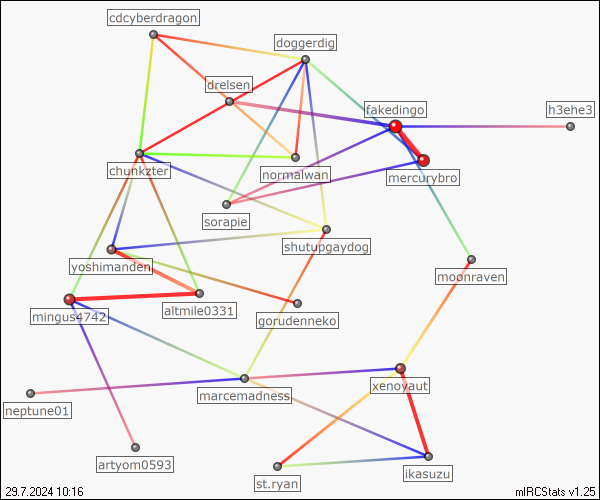 cdcyberdragon
doggerdig
drelsen
fakedingo
h3ehe3
chunkzter
normalwan
mercurybro
sorapie
shutupgaydog
yoshimanden
moonraven
mingus4742
altmile0331
gorudenneko
xenoyaut
marcemadness
neptune01
artyom0593
st.ryan
ikasuzu
29.7.2024 10:16
mIRCStats v1.25